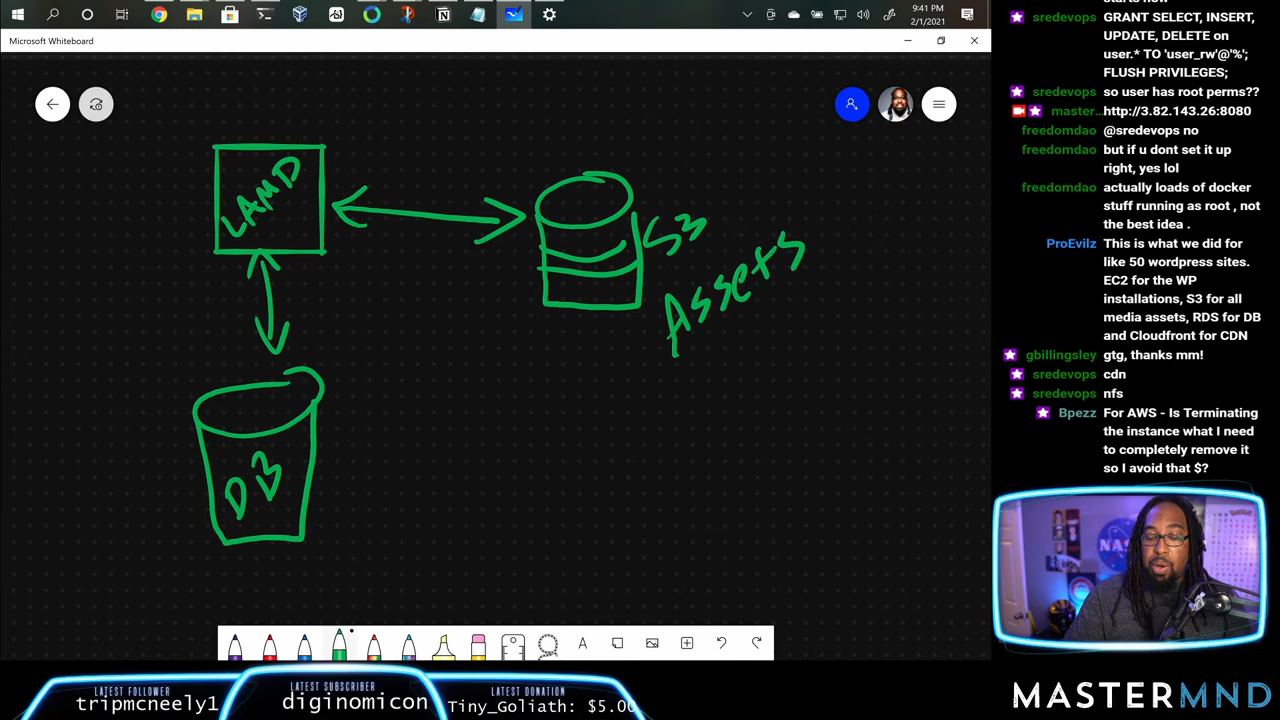 9:41 PM
2/1/2021
Microsoft Whiteboard
LAMD
S3
Assets
DB
A
starts now
sredevops GRANT SELECT, INSERT,
UPDATE, DELETE on
user.* TO 'user_rw'@'%';
FLUSH PRIVILEGES;
sredevops so user has root perms??
master... http://3.82.143.26:8080
freedomdao @sredevops no
freedomdao but if u dont set it up
right, yes lol
freedomdao actually loads of docker
stuff running as root , not
the best idea .
ProEvilz This is what we did for
like 50 wordpress sites.
EC2 for the WP
installations, S3 for all
media assets, RDS for DB
and Cloudfront for CDN
gbillingsley gtg, thanks mm!
sredevops cdn
sredevops nfs
Bpezz For AWS - Is Terminating
the instance what I need
to completely remove it
so I avoid that $?
NAS
LATEST FOLLOWER
tripmcneely1
LATEST SUBSCRIBER
diginomicon
LATEST DONATION
Tiny_Goliath: $5.00
MASTERMND